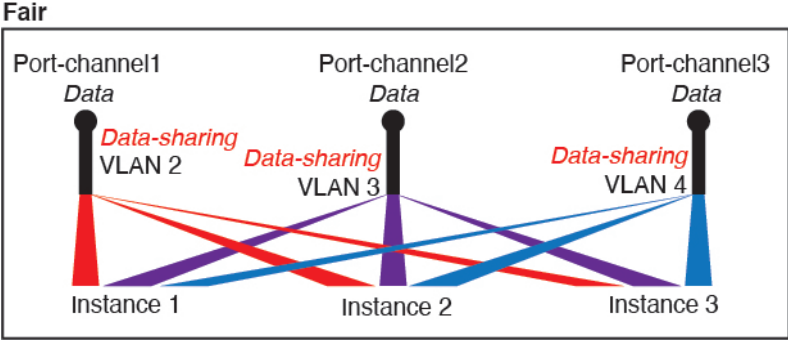 Fair
Port-channel1
Data
Data-sharing
VLAN 2
Port-channel2
Data
Data-sharing
VLAN 3
Port-channel3
Data
Data-sharing
VLAN 4
Instance 1
Instance 2
Instance 3